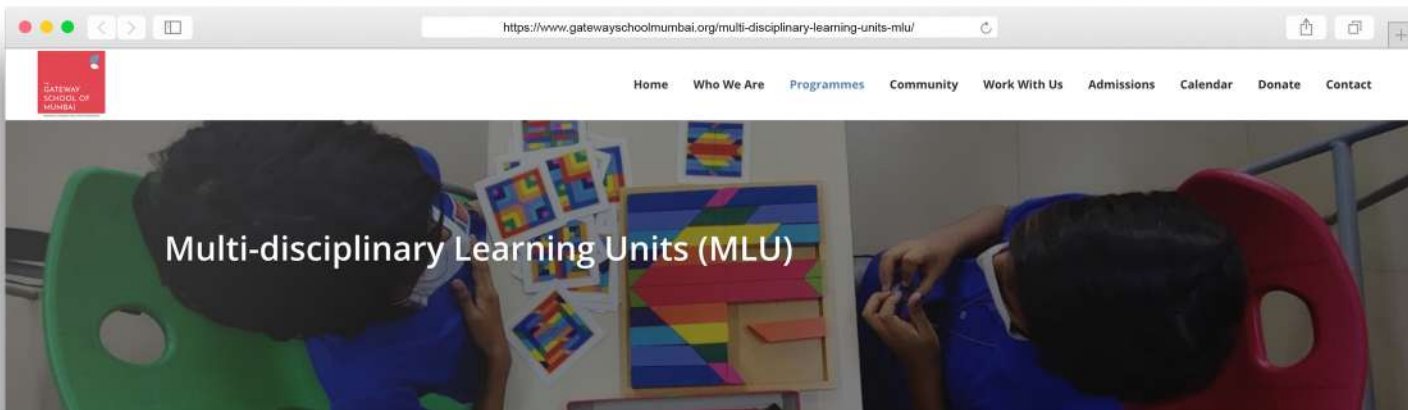 https://www.gatewayschoolmumbai.org/multi-disciplinary-learning-units-mlu/
GATEWAY
SCHOOL OF
MUMBAI
Home Who We Are Programmes Community Work With Us Admissions Calendar Donate Contact
Multi-disciplinary Learning Units (MLU)